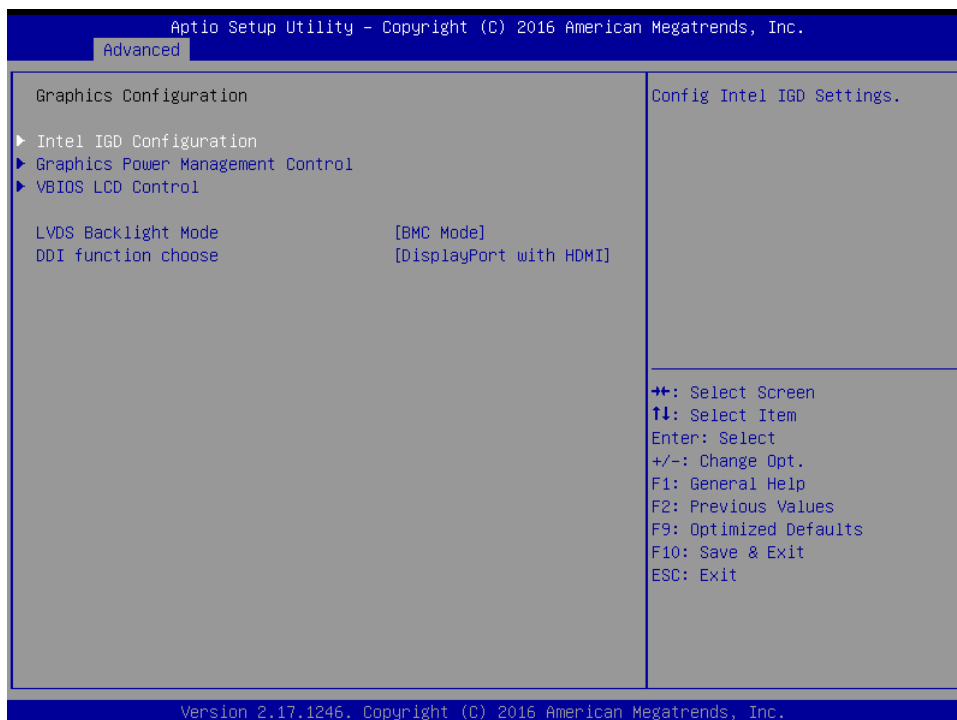 Aptio Setup Utility – Copyright (C) 2016 American Megatrends, Inc.
Advanced
Graphics Configuration
Intel IGD Configuration
Graphics Power Management Control
VBIOS LCD Control
LVDS Backlight Mode [BMC Mode]
DDI function choose [DisplayPort with HDMI]
Config Intel IGD Settings.
→←: Select Screen
↑↓: Select Item
Enter: Select
+/-: Change Opt.
F1: General Help
F2: Previous Values
F9: Optimized Defaults
F10: Save & Exit
ESC: Exit
Version 2.17.1246. Copyright (C) 2016 American Megatrends, Inc.